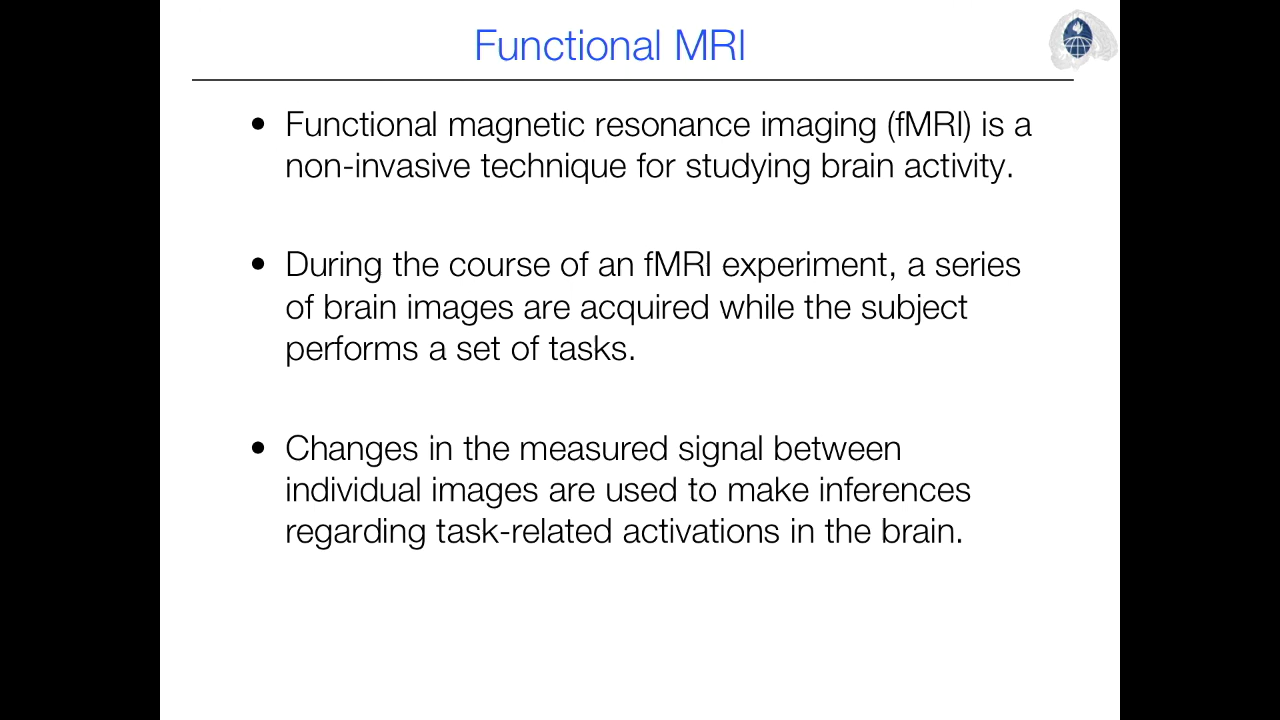 Functional MRI
• Functional magnetic resonance imaging (fMRI) is a
non-invasive technique for studying brain activity.
• During the course of an fMRI experiment, a series
of brain images are acquired while the subject
performs a set of tasks.
• Changes in the measured signal between
individual images are used to make inferences
regarding task-related activations in the brain.